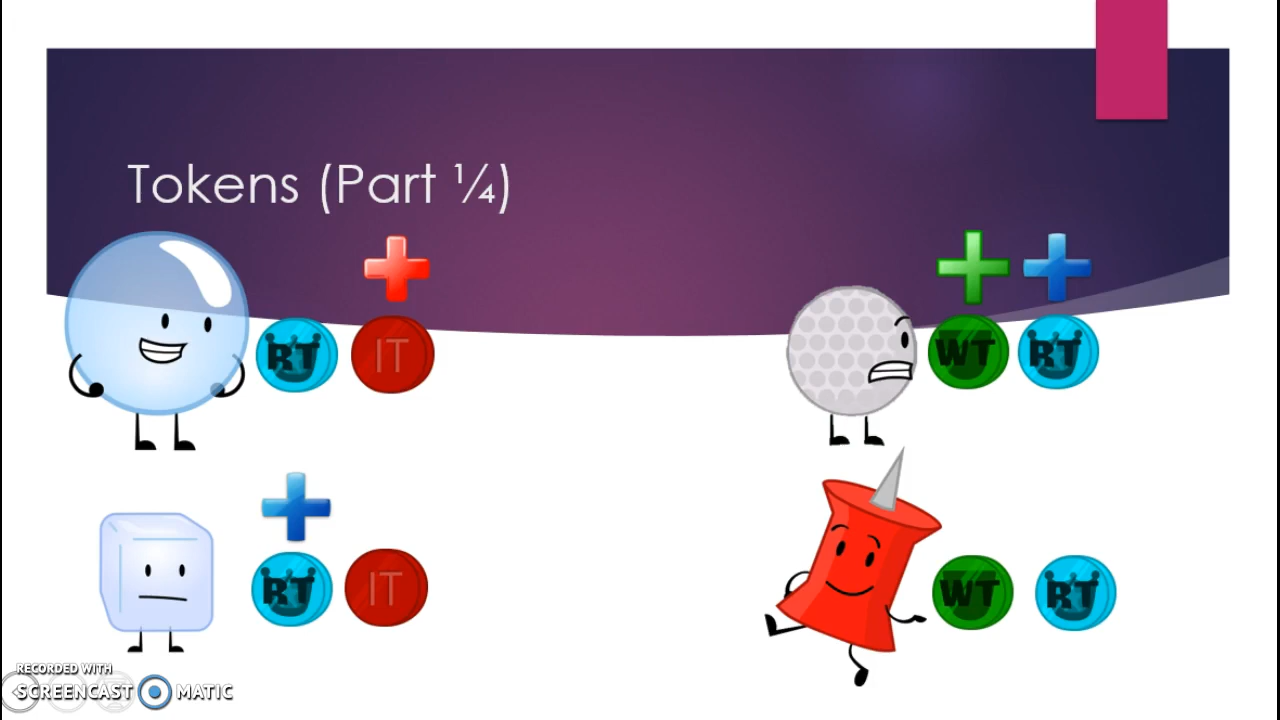 Tokens (Part ¼)
RT IT
WT RT
RT IT
WT RT
RECORDED WITH
SCREENCAST MATIC